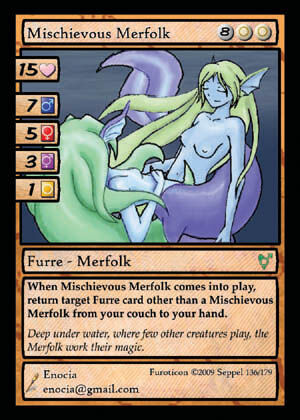 Mischievous Merfolk 8
15
7
5
3
1
Furre - Merfolk
When Mischievous Merfolk comes into play,
return target Furre card other than a Mischievous
Merfolk from your couch to your hand.
Deep under water, where few other creatures play, the
Merfolk work their magic.
Enocia Furoticon ©2009 Seppel 136/179
enocia@gmail.com